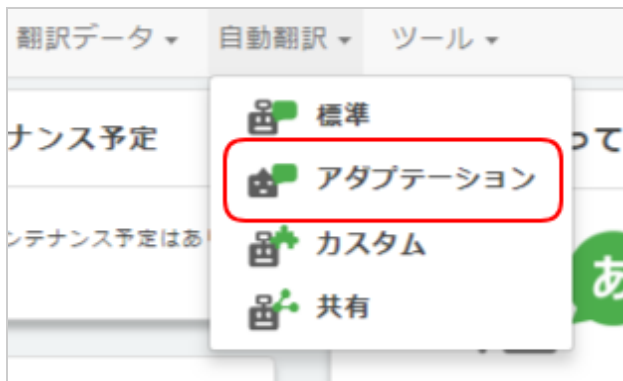 翻訳データ 自動翻訳 ツール
標準
ナンス予定
って
アダプテーション
ンテナンス予定はあ
カスタム
あ
共有